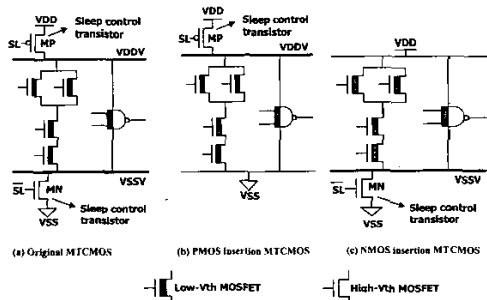 VDD
Sleep control
transistor
SL
MP
VDDV
VSSV
SL
MN
VSS
Sleep control
transistor
(a) Original MTCMOS
VDD
Sleep control
transistor
SL
MP
VDDV
VSS
(b) PMOS Insertion MTCMOS
VDD
VSSV
SL
MN
VSS
Sleep control
transistor
(c) NMOS insertion MTCMOS
Low-Vth MOSFET
High-Vth MOSFET